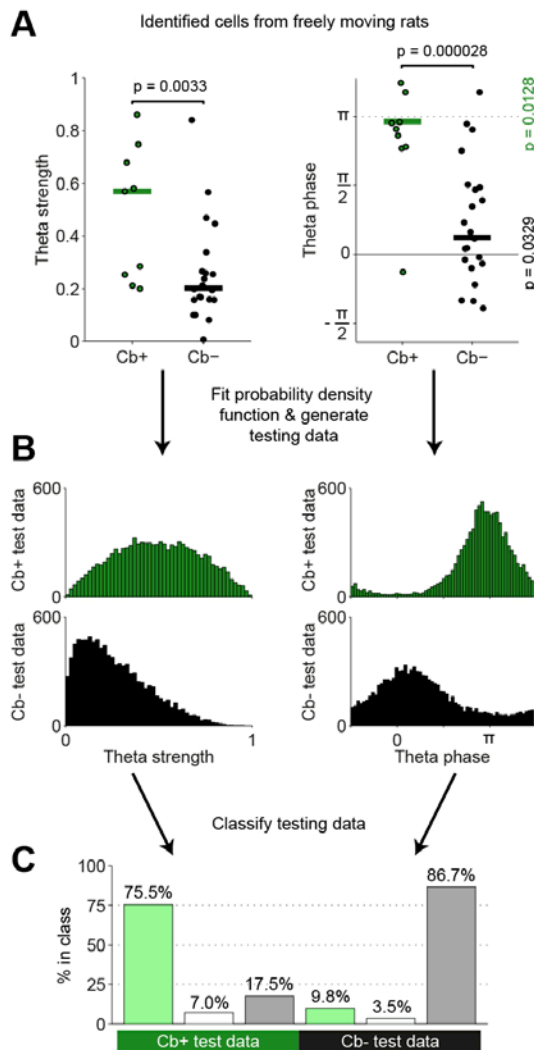 A
Identified cells from freely moving rats
p = 0.0033
Theta strength
1
0.8
0.6
0.4
0.2
0
Cb+
Cb−
p = 0.000028
Theta phase
π
π
2
0
- π
2
Cb+
Cb−
p = 0.0128
p = 0.0329
Fit probability density
function & generate
testing data
B
Cb+ test data
600
0
Cb- test data
600
0
0
1
Theta strength
Cb+ test data
600
0
Cb- test data
600
0
0
π
Theta phase
Classify testing data
C
% in class
100
75
50
25
0
75.5%
7.0%
17.5%
9.8%
3.5%
86.7%
Cb+ test data
Cb- test data